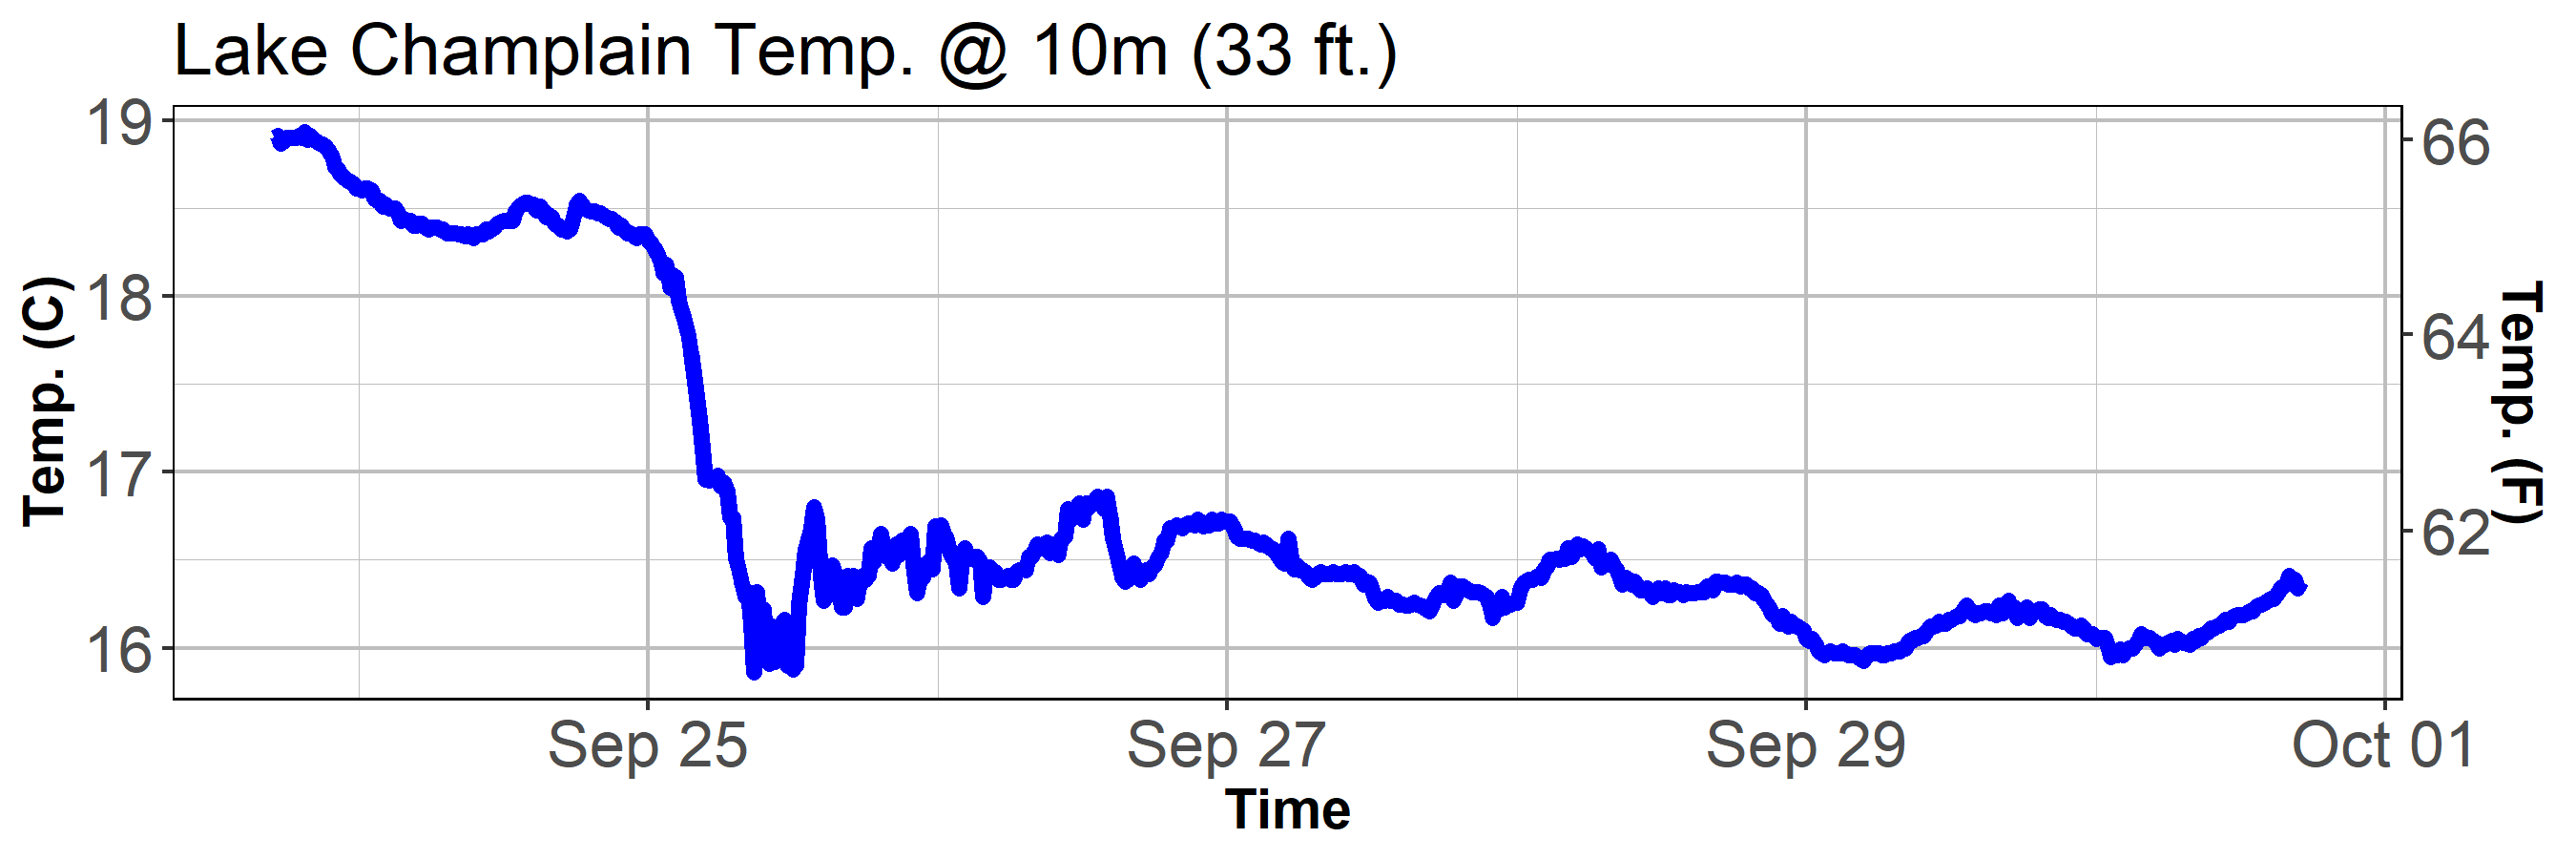 Lake Champlain Temp. @ 10m (33 ft.)
19
18
17
16
Temp. (C)
66
64
62
Temp. (F)
Sep 25
Sep 27
Sep 29
Oct 01
Time